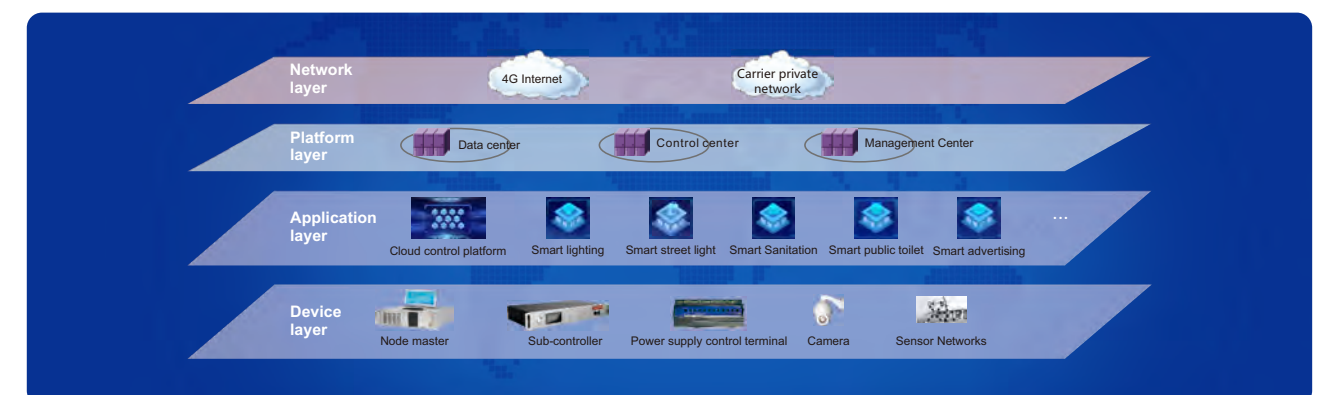 Network
layer
4G Internet
Carrier private
network
Platform
layer
Data center
Control center
Management Center
Application
layer
...
Cloud control platform
Smart lighting
Smart street light
Smart Sanitation
Smart public toilet
Smart advertising
Device
layer
Node master
Sub-controller
Power supply control terminal
Camera
Sensor Networks